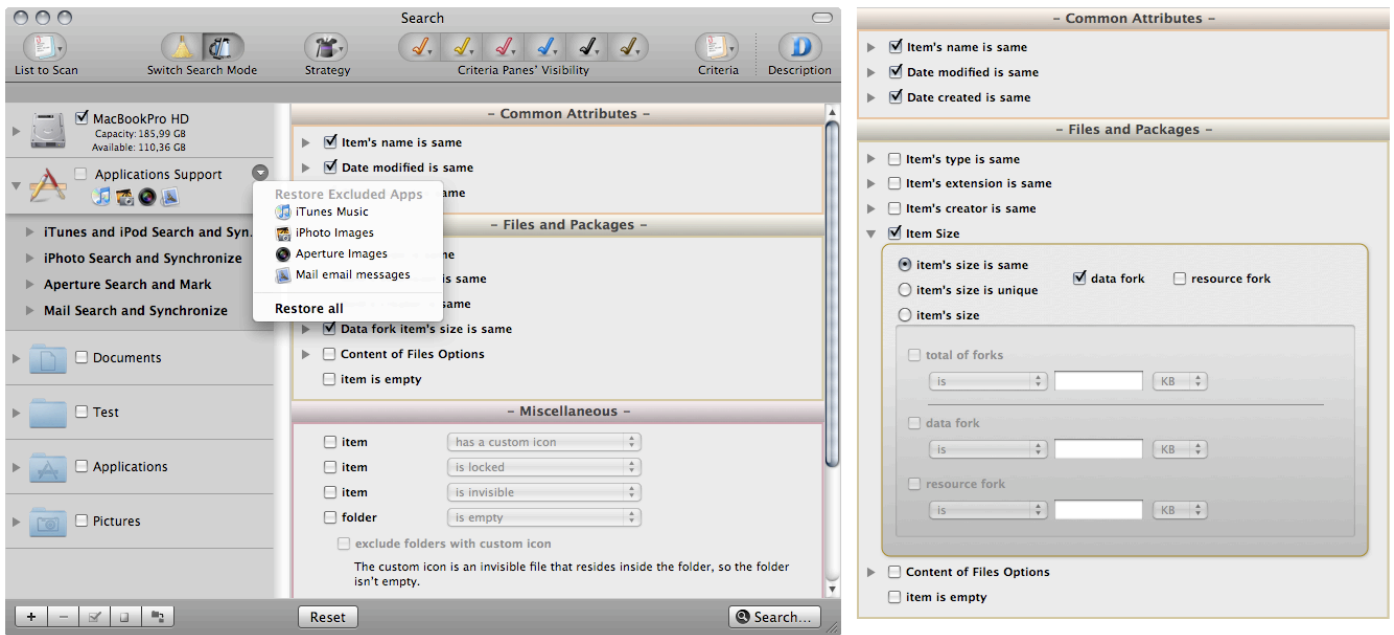 Search
List to Scan
Switch Search Mode
Strategy
Criteria Panes' Visibility
Criteria
Description
MacBookPro HD
Capacity: 185,99 GB
Available: 110,36 GB
Applications Support
iTunes and iPod Search and Syn
iPhoto Search and Synchronize
Aperture Search and Mark
Mail Search and Synchronize
Documents
Test
Applications
Pictures
Restore Excluded Apps
iTunes Music
iPhoto Images
Aperture Images
Mail email messages
Restore all
– Common Attributes –
Item's name is same
Date modified is same
ame
– Files and Packages –
me
is same
same
Data fork item's size is same
Content of Files Options
item is empty
– Miscellaneous –
item has a custom icon
item is locked
item is invisible
folder is empty
exclude folders with custom icon
The custom icon is an invisible file that resides inside the folder, so the folder
isn't empty.
Reset
Search...
– Common Attributes –
Item's name is same
Date modified is same
Date created is same
– Files and Packages –
Item's type is same
Item's extension is same
Item's creator is same
Item Size
item's size is same
data fork resource fork
item's size is unique
item's size
total of forks
is KB
data fork
is KB
resource fork
is KB
Content of Files Options
item is empty